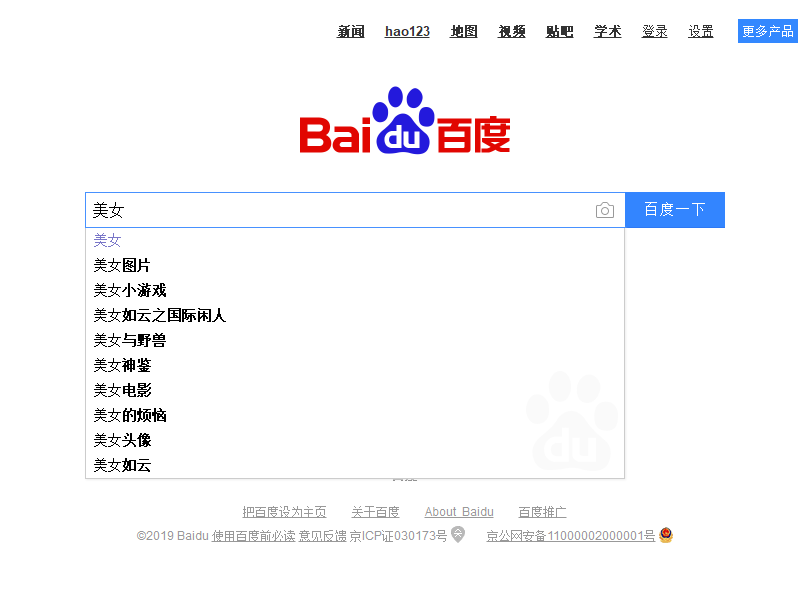 新闻 hao123 地图 视频 贴吧 学术 登录 设置 更多产品
Bai du 百度
美女 百度一下
美女
美女图片
美女小游戏
美女如云之国际闲人
美女与野兽
美女神鉴
美女电影
美女的烦恼
美女头像
美女如云
du
把百度设为主页 关于百度 About Baidu 百度推广
©2019 Baidu 使用百度前必读 意见反馈 京ICP证030173号 京公网安备11000002000001号